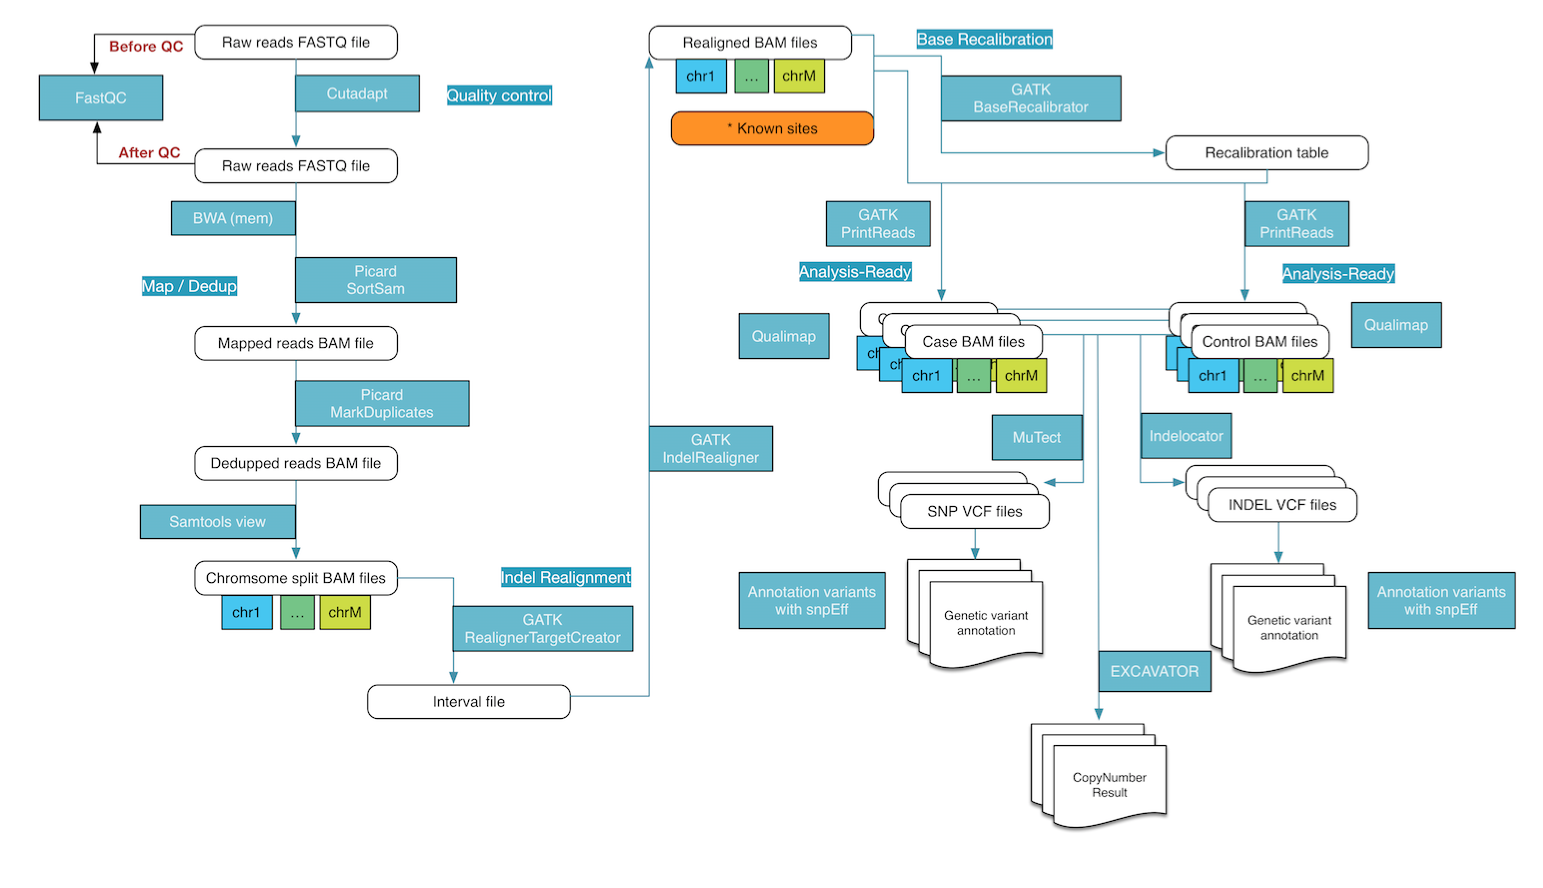 Before QC
Raw reads FASTQ file
FastQC
Cutadapt
Quality control
After QC
Raw reads FASTQ file
BWA (mem)
Picard
SortSam
Map / Dedup
Mapped reads BAM file
Picard
MarkDuplicates
Dedupped reads BAM file
Samtools view
Chromsome split BAM files
chr1
...
chrM
Indel Realignment
GATK
RealignerTargetCreator
Interval file
GATK
IndelRealigner
Realigned BAM files
chr1
...
chrM
* Known sites
Base Recalibration
GATK
BaseRecalibrator
Recalibration table
GATK
PrintReads
GATK
PrintReads
Analysis-Ready
Analysis-Ready
Qualimap
Case BAM files
chr1
...
chrM
Control BAM files
chr1
...
chrM
Qualimap
MuTect
Indelocator
SNP VCF files
INDEL VCF files
Annotation variants
with snpEff
Genetic variant
annotation
Genetic variant
annotation
Annotation variants
with snpEff
EXCAVATOR
CopyNumber
Result